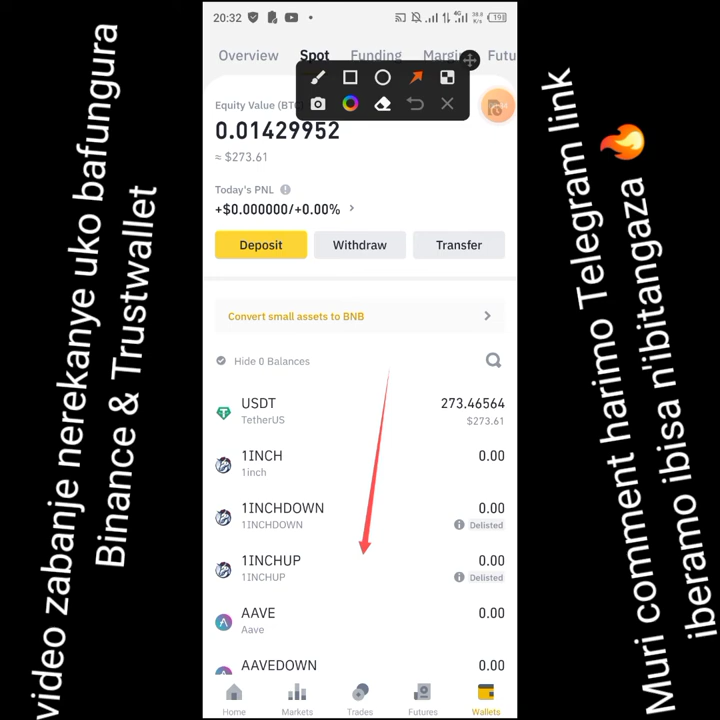 video zabanje nerekanye uko bafungura
Binance & Trustwallet
20:32
19
Overview Spot Funding Margin Futu
Equity Value (BTC)
0.01429952
≈ $273.61
Today's PNL
+$0.000000/+0.00% >
Deposit Withdraw Transfer
Convert small assets to BNB
Hide 0 Balances
USDT 273.46564
TetherUS $273.61
1INCH 0.00
1inch
1INCHDOWN 0.00
1INCHDOWN Delisted
1INCHUP 0.00
1INCHUP Delisted
AAVE 0.00
Aave
AAVEDOWN 0.00
Home Markets Trades Futures Wallets
Muri comment harimo Telegram link
iberamo ibisa n'ibitangaza 🔥